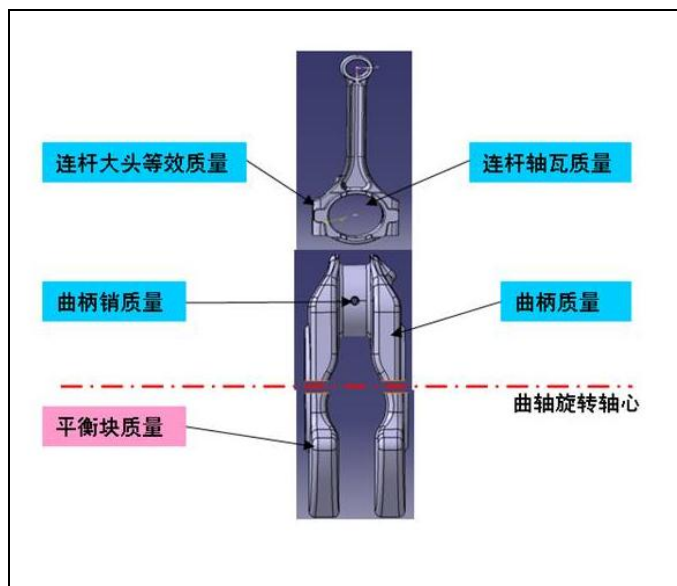 连杆大头等效质量
连杆轴瓦质量
曲柄销质量
曲柄质量
曲轴旋转轴心
平衡块质量